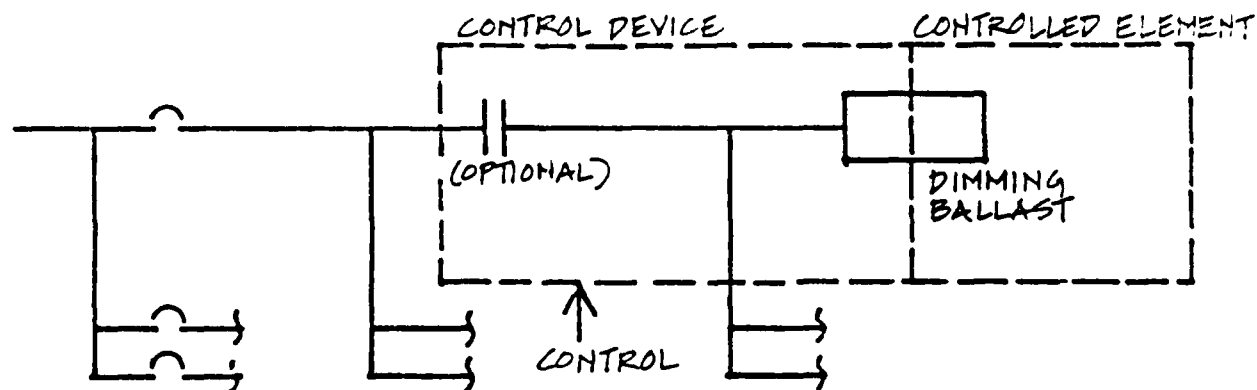 CONTROL DEVICE
CONTROLLED ELEMENT
(OPTIONAL)
DIMMING
BALLAST
CONTROL